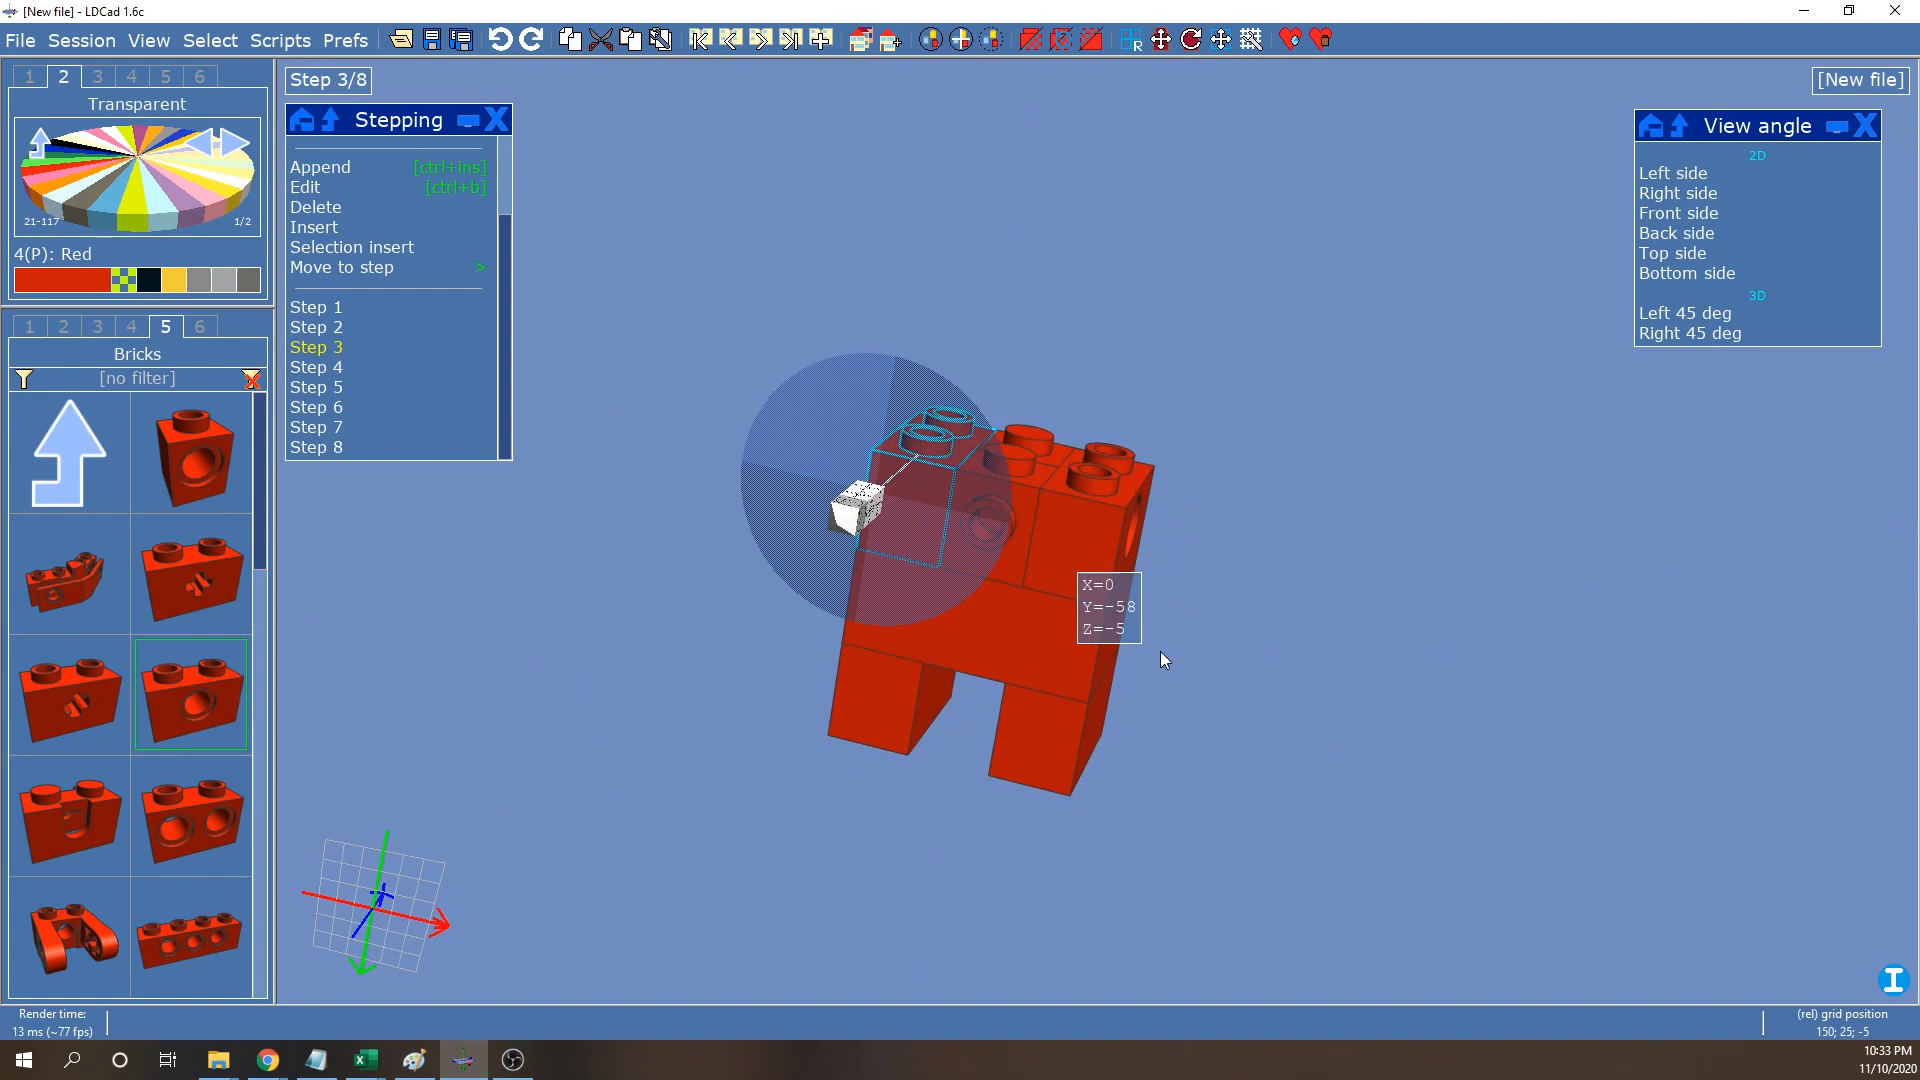 [New file] - LDCad 1.6c
File Session View Select Scripts Prefs
1 2 3 4 5 6
Transparent
21-117 1/2
4(P): Red
1 2 3 4 5 6
Bricks
[no filter]
Step 3/8
Stepping
Append [ctrl+ins]
Edit [ctrl+b]
Delete
Insert
Selection insert
Move to step >
Step 1
Step 2
Step 3
Step 4
Step 5
Step 6
Step 7
Step 8
X=0
Y=-58
Z=-5
[New file]
View angle
2D
Left side
Right side
Front side
Back side
Top side
Bottom side
3D
Left 45 deg
Right 45 deg
Render time:
13 ms (~77 fps)
(rel) grid position
150; 25; -5
10:33 PM
11/10/2020